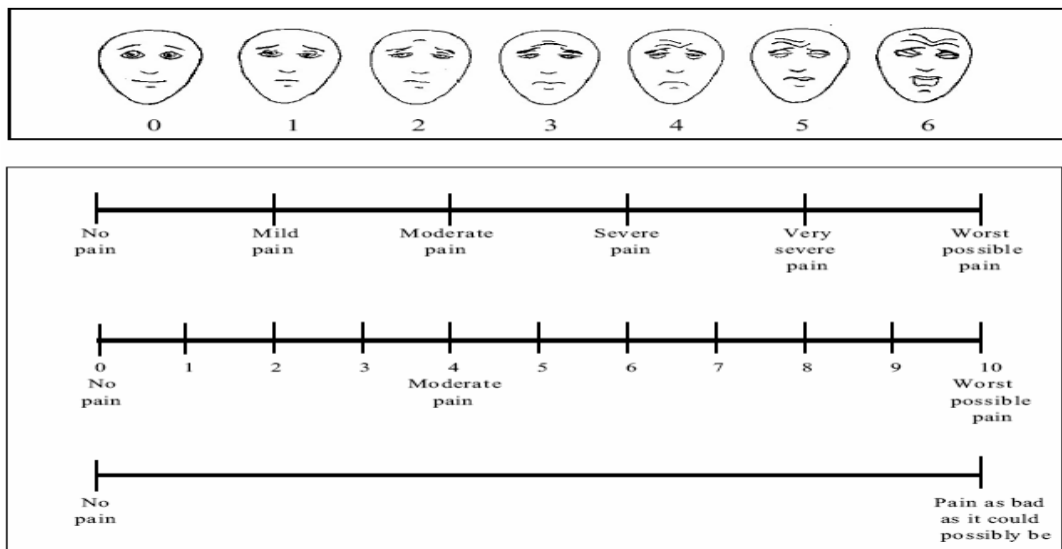 0 1 2 3 4 5 6
No Mild Moderate Severe Very Worst
pain pain pain pain severe possible
pain pain
0 1 2 3 4 5 6 7 8 9 10
No Moderate Worst
pain pain possible
pain
No Pain as bad
pain as it could
possibly be